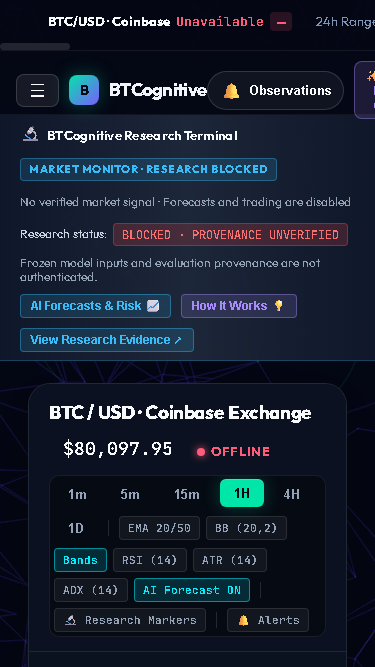 BTC/USD · Coinbase Unavailable — 24h Range
B BTCognitive Observations
BTCognitive Research Terminal
MARKET MONITOR · RESEARCH BLOCKED
No verified market signal · Forecasts and trading are disabled
Research status: BLOCKED · PROVENANCE UNVERIFIED
Frozen model inputs and evaluation provenance are not
authenticated.
AI Forecasts & Risk How It Works
View Research Evidence ↗
BTC / USD · Coinbase Exchange
$80,097.95 OFFLINE
1m 5m 15m 1H 4H
1D EMA 20/50 BB (20,2)
Bands RSI (14) ATR (14)
ADX (14) AI Forecast ON
Research Markers Alerts